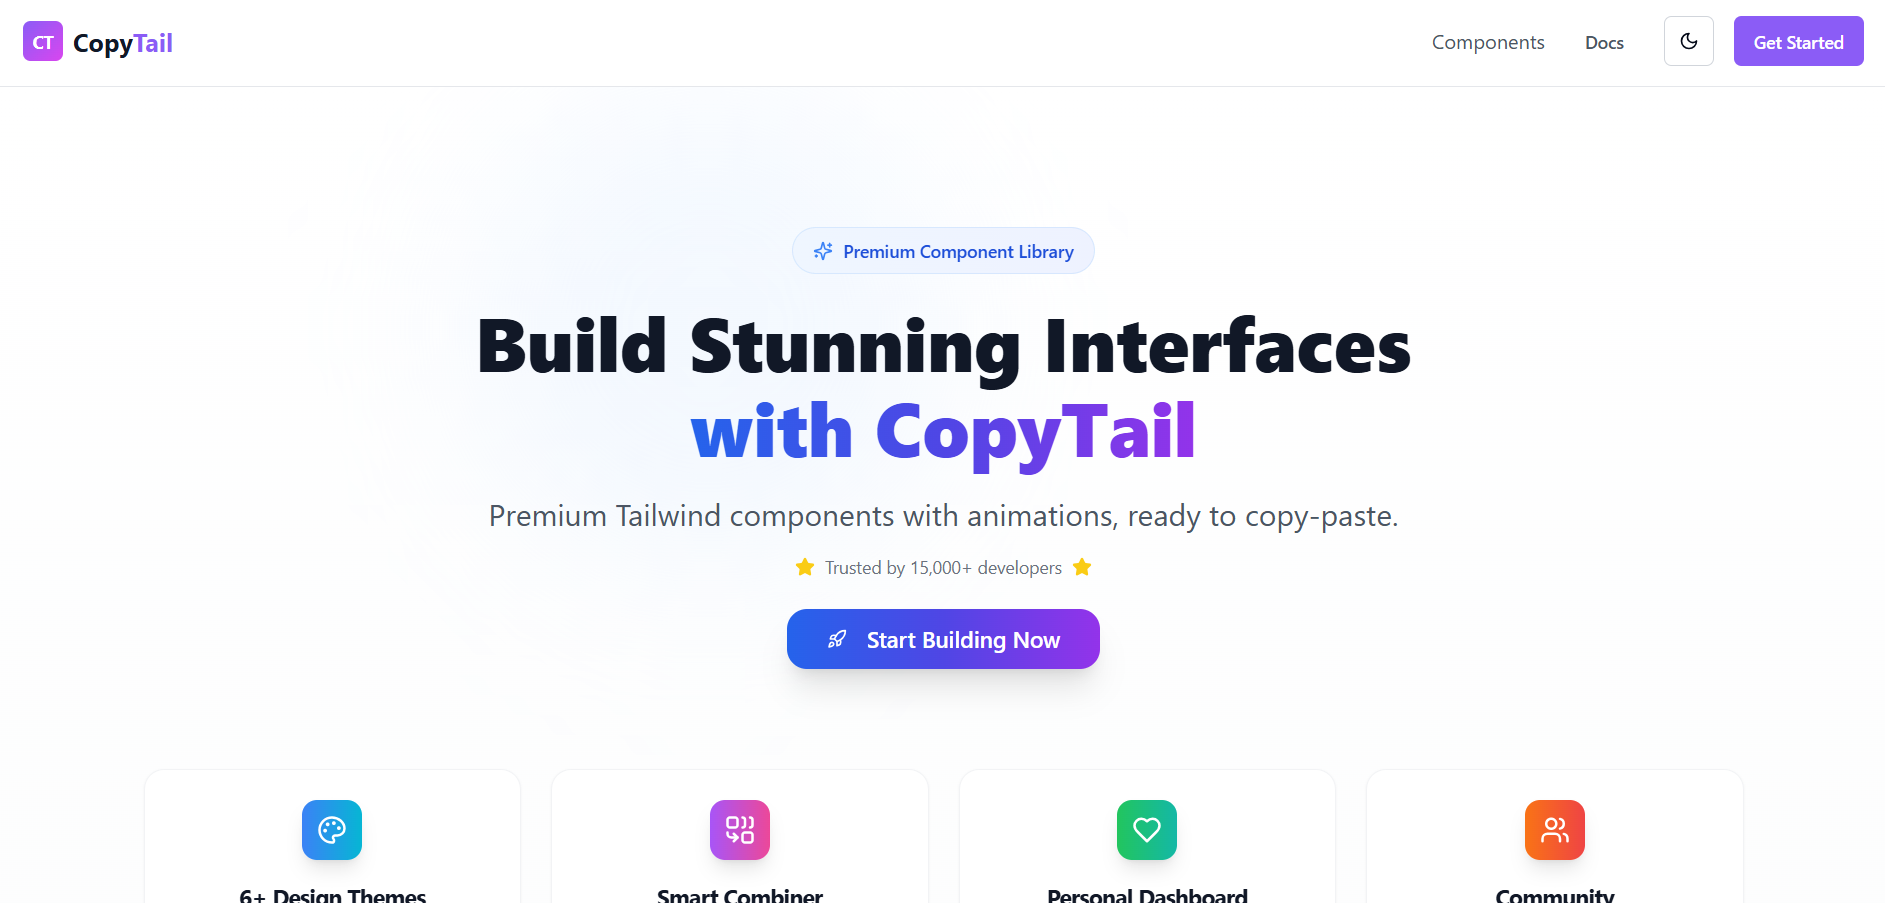 CT CopyTail
Components
Docs
Get Started
Premium Component Library
Build Stunning Interfaces
with CopyTail
Premium Tailwind components with animations, ready to copy-paste.
Trusted by 15,000+ developers
Start Building Now
6+ Design Themes
Smart Combiner
Personal Dashboard
Community